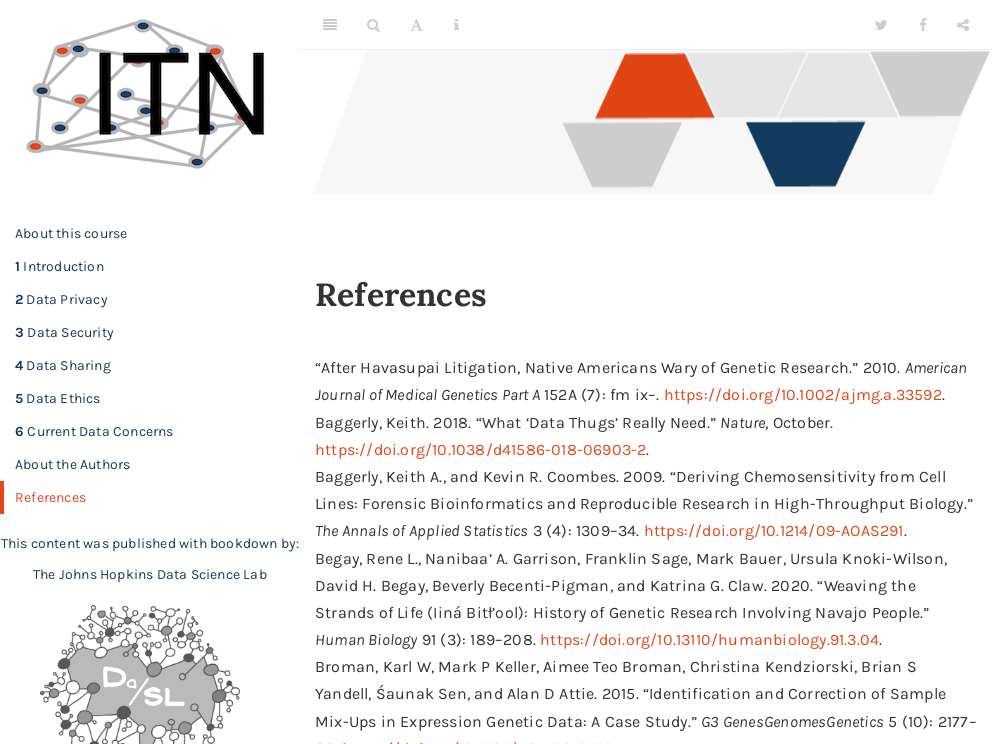 ITN
About this course
1 Introduction
2 Data Privacy
3 Data Security
4 Data Sharing
5 Data Ethics
6 Current Data Concerns
About the Authors
References
This content was published with bookdown by:
The Johns Hopkins Data Science Lab
DaSL
References
“After Havasupai Litigation, Native Americans Wary of Genetic Research.” 2010. American
Journal of Medical Genetics Part A 152A (7): fm ix–. https://doi.org/10.1002/ajmg.a.33592.
Baggerly, Keith. 2018. “What ‘Data Thugs’ Really Need.” Nature, October.
https://doi.org/10.1038/d41586-018-06903-2.
Baggerly, Keith A., and Kevin R. Coombes. 2009. “Deriving Chemosensitivity from Cell
Lines: Forensic Bioinformatics and Reproducible Research in High-Throughput Biology.”
The Annals of Applied Statistics 3 (4): 1309–34. https://doi.org/10.1214/09-AOAS291.
Begay, Rene L., Nanibaa’ A. Garrison, Franklin Sage, Mark Bauer, Ursula Knoki-Wilson,
David H. Begay, Beverly Becenti-Pigman, and Katrina G. Claw. 2020. “Weaving the
Strands of Life (Iiná Bitł’ool): History of Genetic Research Involving Navajo People.”
Human Biology 91 (3): 189–208. https://doi.org/10.13110/humanbiology.91.3.04.
Broman, Karl W, Mark P Keller, Aimee Teo Broman, Christina Kendziorski, Brian S
Yandell, Śaunak Sen, and Alan D Attie. 2015. “Identification and Correction of Sample
Mix-Ups in Expression Genetic Data: A Case Study.” G3 GenesGenomesGenetics 5 (10): 2177–